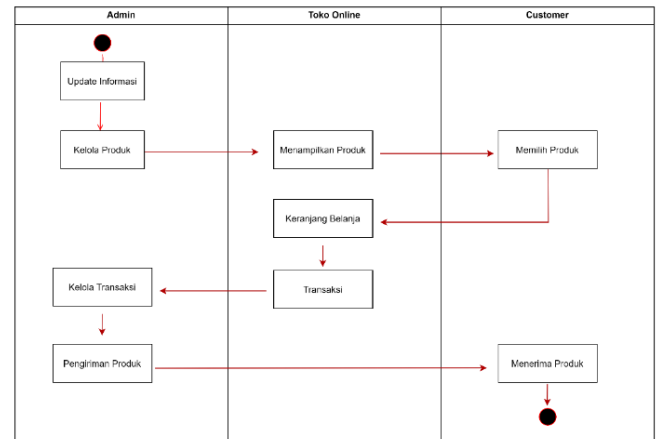 Admin
Toko Online
Customer
Update Informasi
Kelola Produk
Menampilkan Produk
Memilih Produk
Keranjang Belanja
Kelola Transaksi
Transaksi
Pengiriman Produk
Menerima Produk